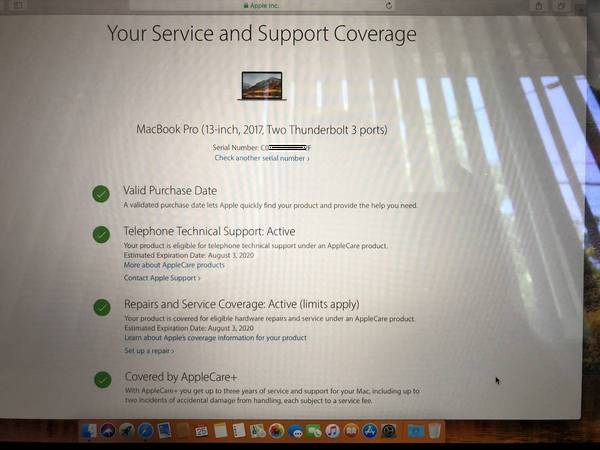 Apple Inc.
Your Service and Support Coverage
MacBook Pro (13-inch, 2017, Two Thunderbolt 3 ports)
Serial Number: C0 F
Check another serial number ›
Valid Purchase Date
A validated purchase date lets Apple quickly find your product and provide the help you need.
Telephone Technical Support: Active
Your product is eligible for telephone technical support under an AppleCare product.
Estimated Expiration Date: August 3, 2020
More about AppleCare products
Contact Apple Support ›
Repairs and Service Coverage: Active (limits apply)
Your product is covered for eligible hardware repairs and service under an AppleCare product.
Estimated Expiration Date: August 3, 2020
Learn about Apple's coverage information for your product
Set up a repair ›
Covered by AppleCare+
With AppleCare+ you get up to three years of service and support for your Mac, including up to
two incidents of accidental damage from handling, each subject to a service fee.
25